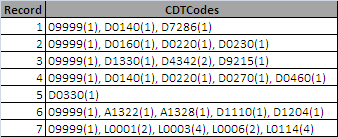 Record CDTCodes
1 09999(1), D0140(1), D7286(1)
2 09999(1), D0160(1), D0220(1), D0230(1)
3 09999(1), D1330(1), D4342(2), D9215(1)
4 09999(1), D0140(1), D0220(1), D0270(1), D0460(1)
5 D0330(1)
6 09999(1), A1322(1), A1328(1), D1110(1), D1204(1)
7 09999(1), L0001(2), L0003(4), L0006(2), L0114(4)